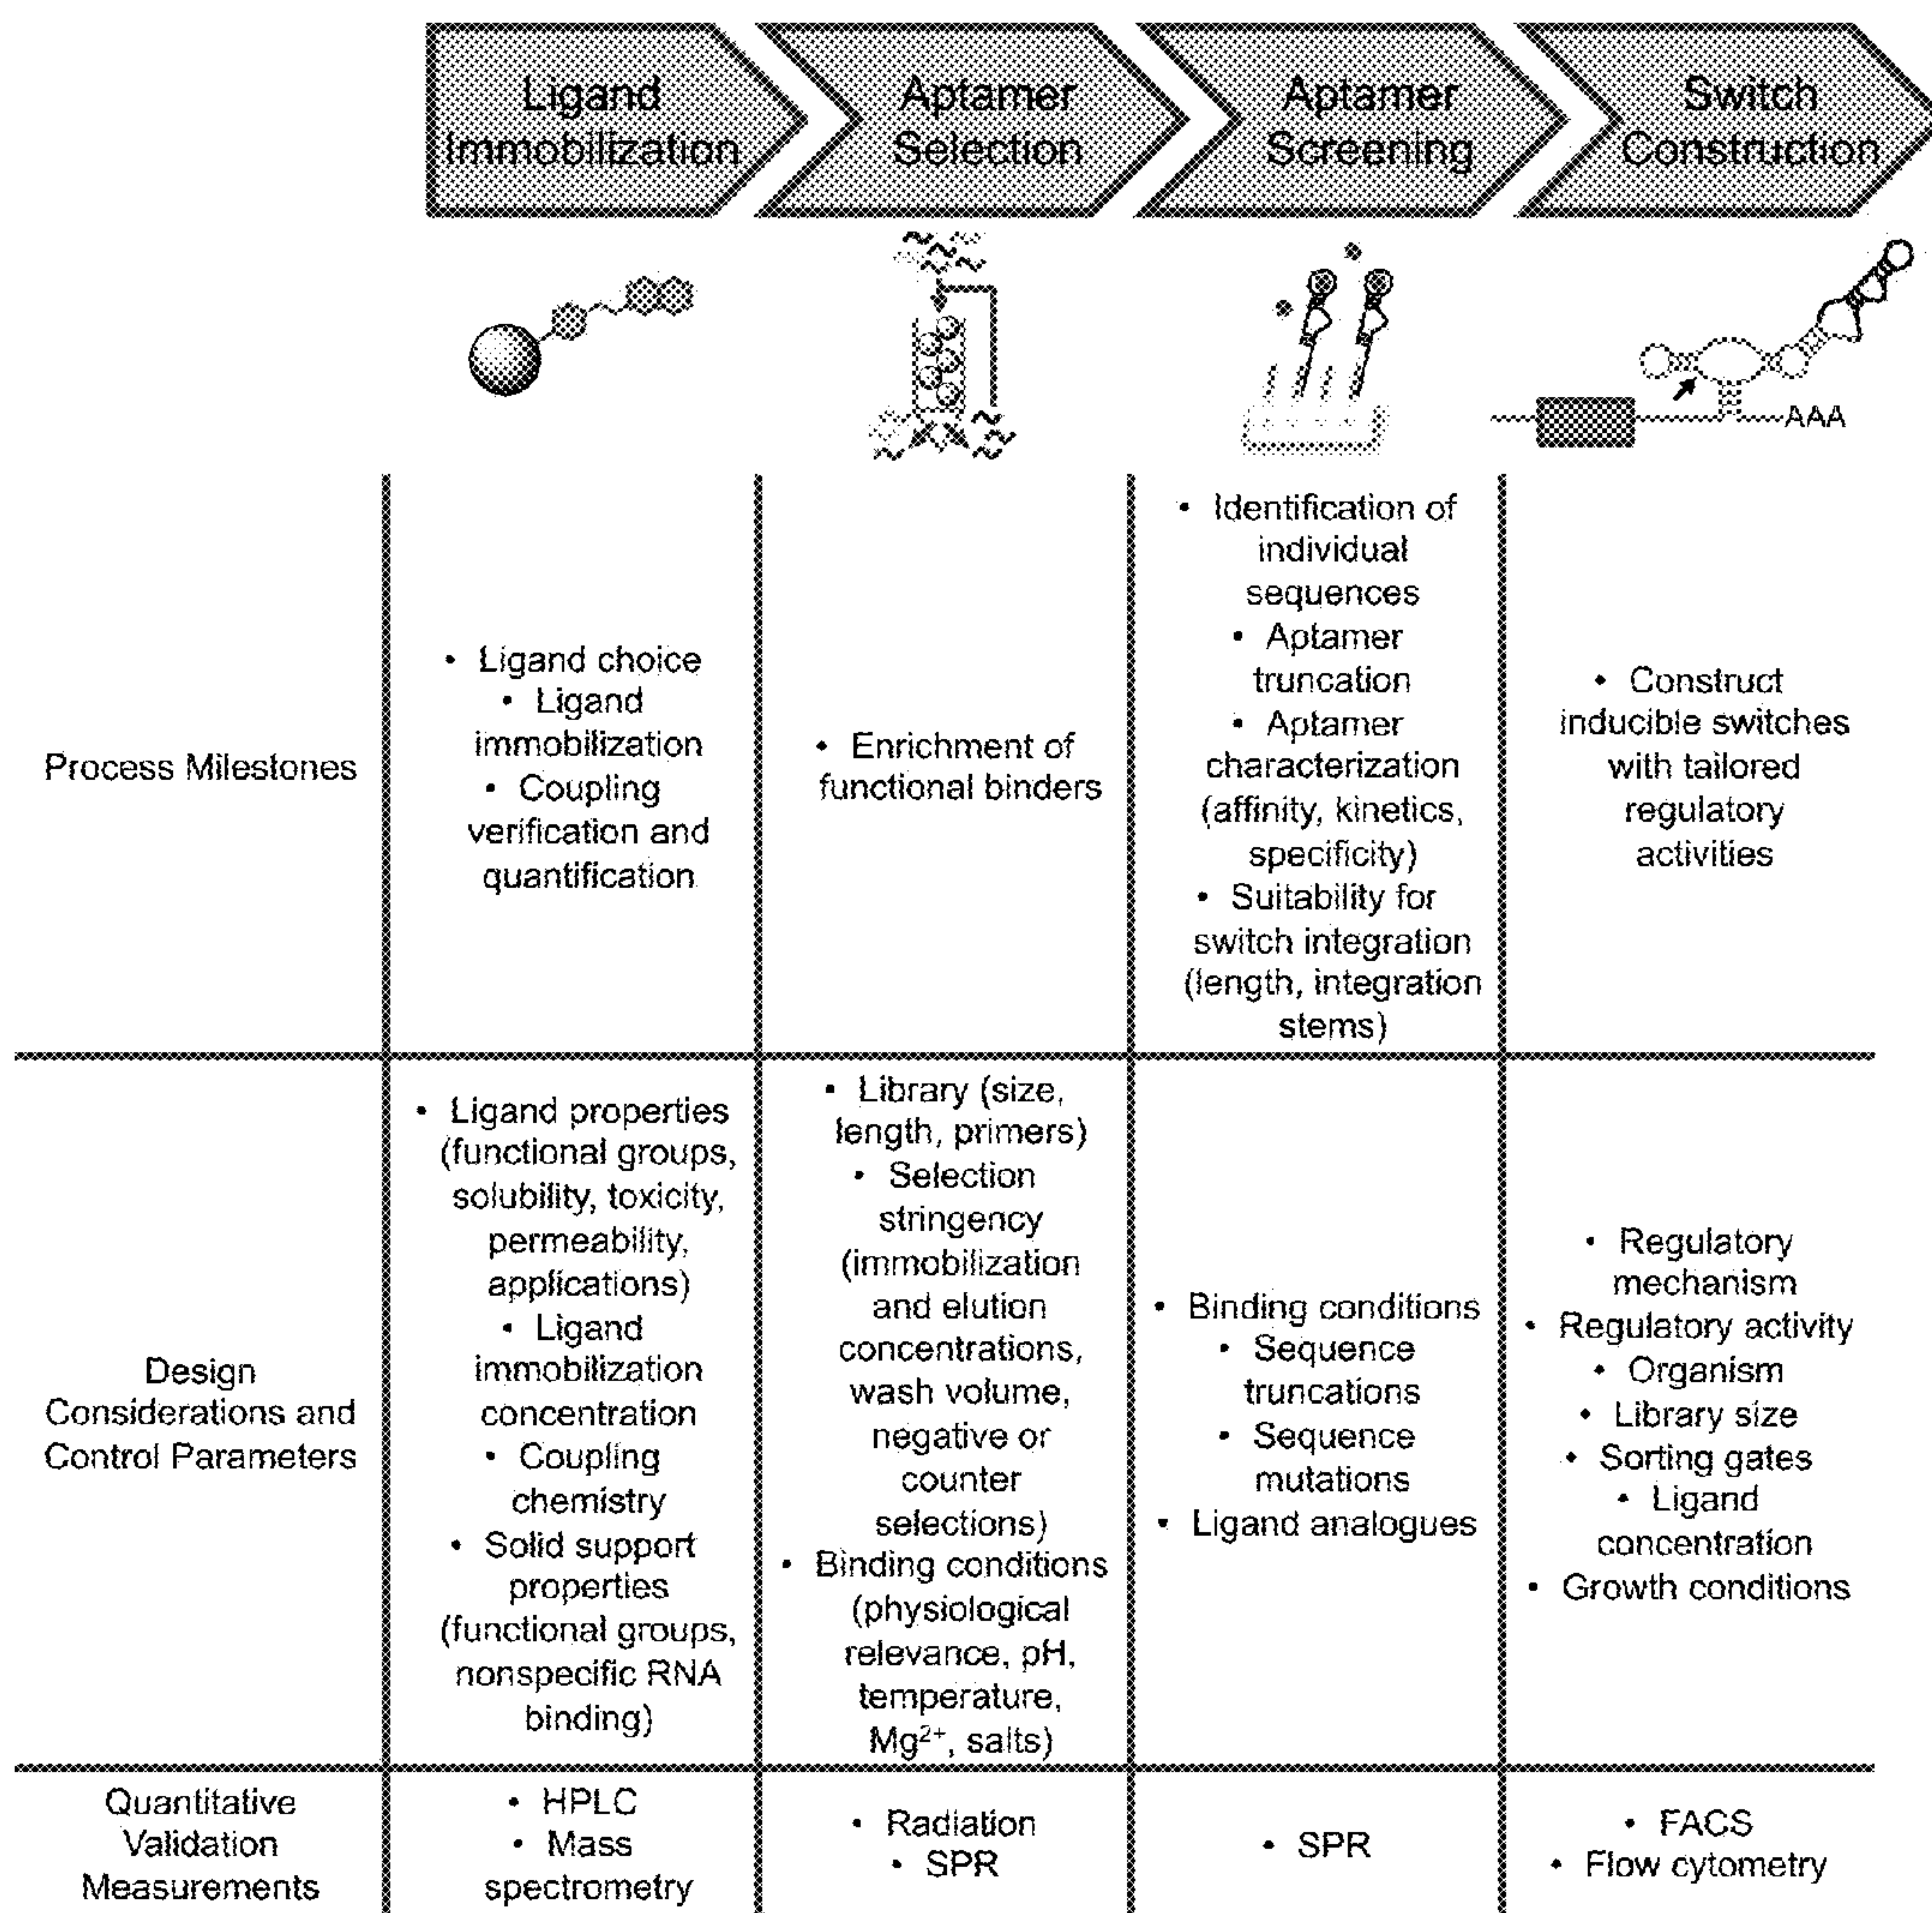 Ligand
Immobilization
Aptamer
Selection
Aptamer
Screening
Switch
Construction
AAA
Process Milestones
• Ligand choice
• Ligand
immobilization
• Coupling
verification and
quantification
• Enrichment of
functional binders
• Identification of
individual
sequences
• Aptamer
truncation
• Aptamer
characterization
(affinity, kinetics,
specificity)
• Suitability for
switch integration
(length, integration
stems)
• Construct
inducible switches
with tailored
regulatory
activities
Design
Considerations and
Control Parameters
• Ligand properties
(functional groups,
solubility, toxicity,
permeability,
applications)
• Ligand
immobilization
concentration
• Coupling
chemistry
• Solid support
properties
(functional groups,
nonspecific RNA
binding)
• Library (size,
length, primers)
• Selection
stringency
(immobilization
and elution
concentrations,
wash volume,
negative or
counter
selections)
• Binding conditions
(physiological
relevance, pH,
temperature,
Mg²⁺, salts)
• Binding conditions
• Sequence
truncations
• Sequence
mutations
• Ligand analogues
• Regulatory
mechanism
• Regulatory activity
• Organism
• Library size
• Sorting gates
• Ligand
concentration
• Growth conditions
Quantitative
Validation
Measurements
• HPLC
• Mass
spectrometry
• Radiation
• SPR
• SPR
• FACS
• Flow cytometry